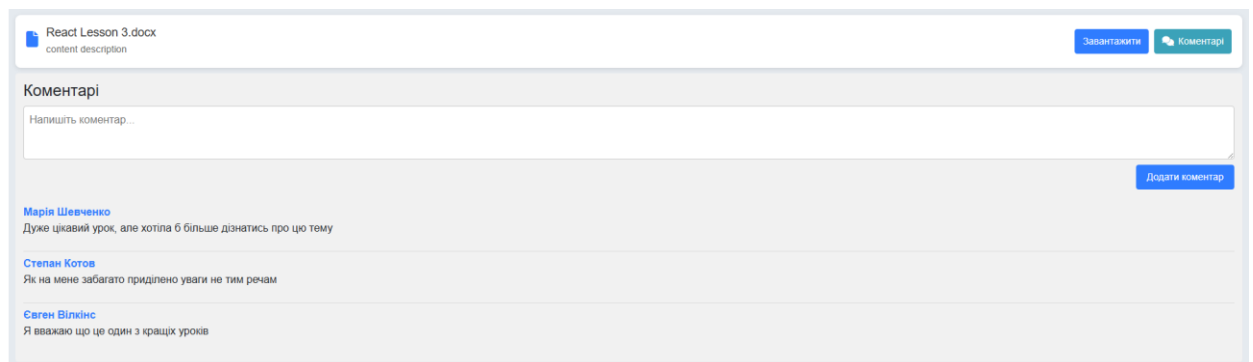 React Lesson 3.docx
content description
Завантажити
Коментарі
Коментарі
Напишіть коментар...
Додати коментар
Марія Шевченко
Дуже цікавий урок, але хотіла б більше дізнатись про цю тему
Степан Котов
Як на мене забагато приділено уваги не тим речам
Євген Вілкінс
Я вважаю що це один з кращіх уроків